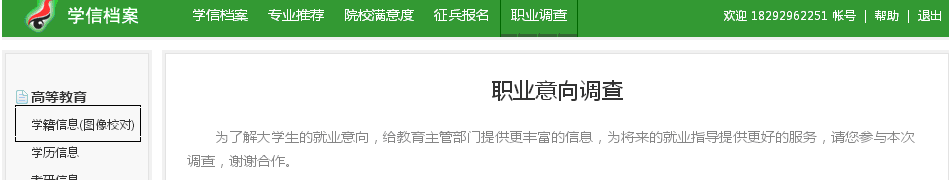 学信档案 学信档案 专业推荐 院校满意度 征兵报名 职业调查 欢迎 18292962251 帐号 | 帮助 | 退出
高等教育
学籍信息(图像校对)
学历信息
考研信息
职业意向调查
为了解大学生的就业意向，给教育主管部门提供更丰富的信息，为将来的就业指导提供更好的服务，请您参与本次
调查，谢谢合作。